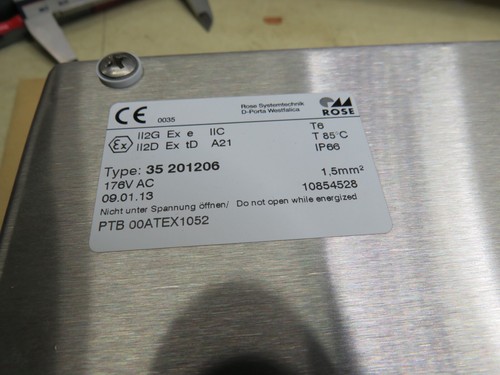 CE 0035
Rose Systemtechnik
D-Porta Westfalica
ROSE
Ex II2G Ex e IIC T6
II2D Ex tD A21 T 85°C
IP66
Type: 35 201206
176V AC 1.5mm²
09.01.13 10854528
Nicht unter Spannung öffnen/ Do not open while energized
PTB 00ATEX1052